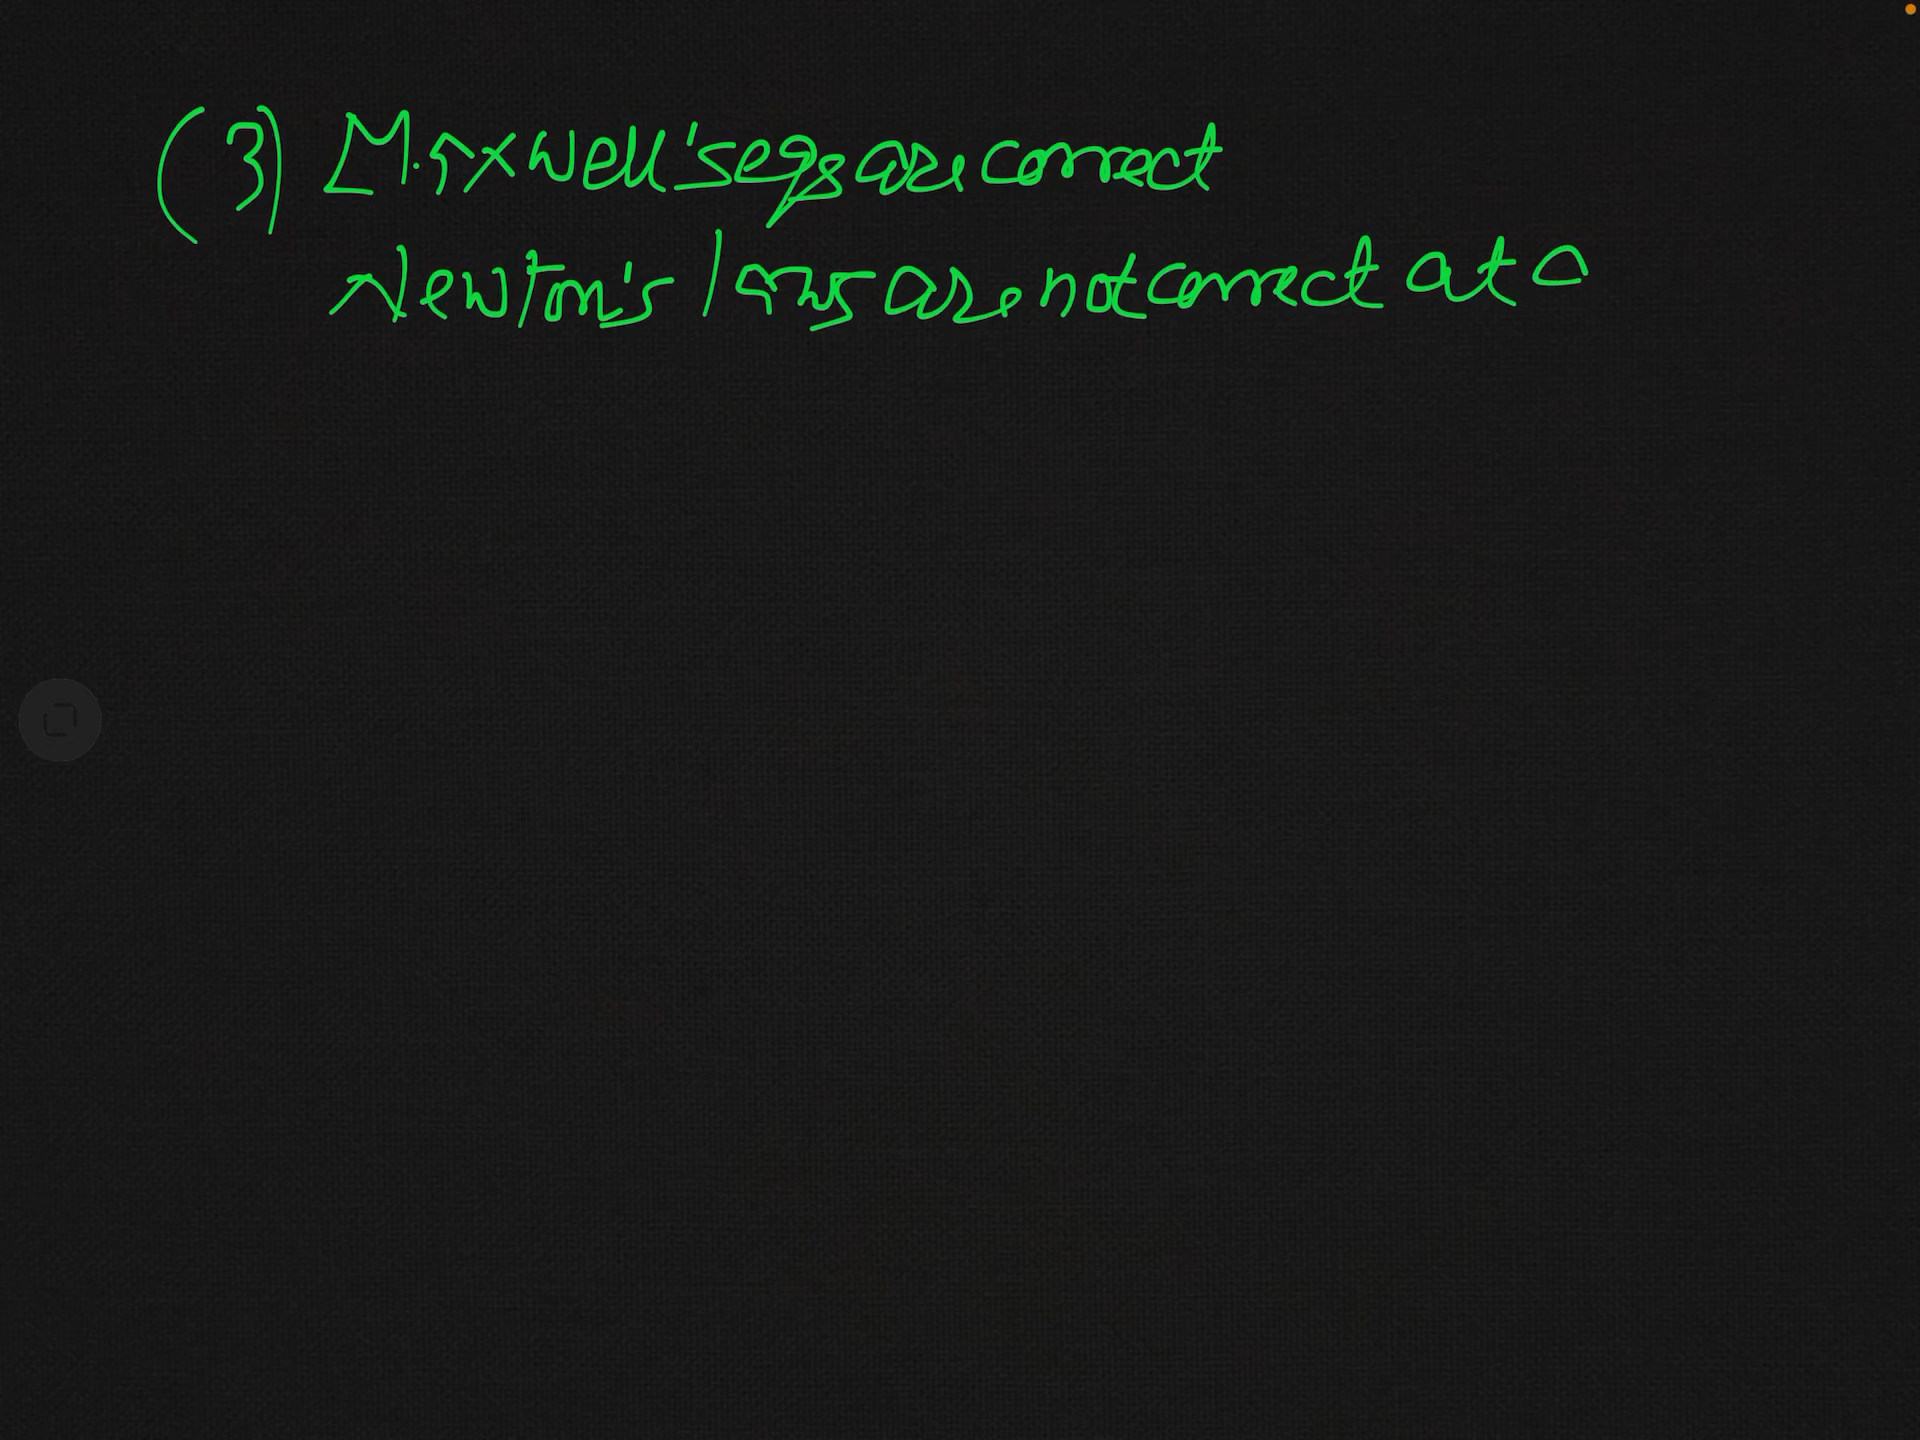 (3) Maxwell's eqs are correct
Newton's laws are not correct at